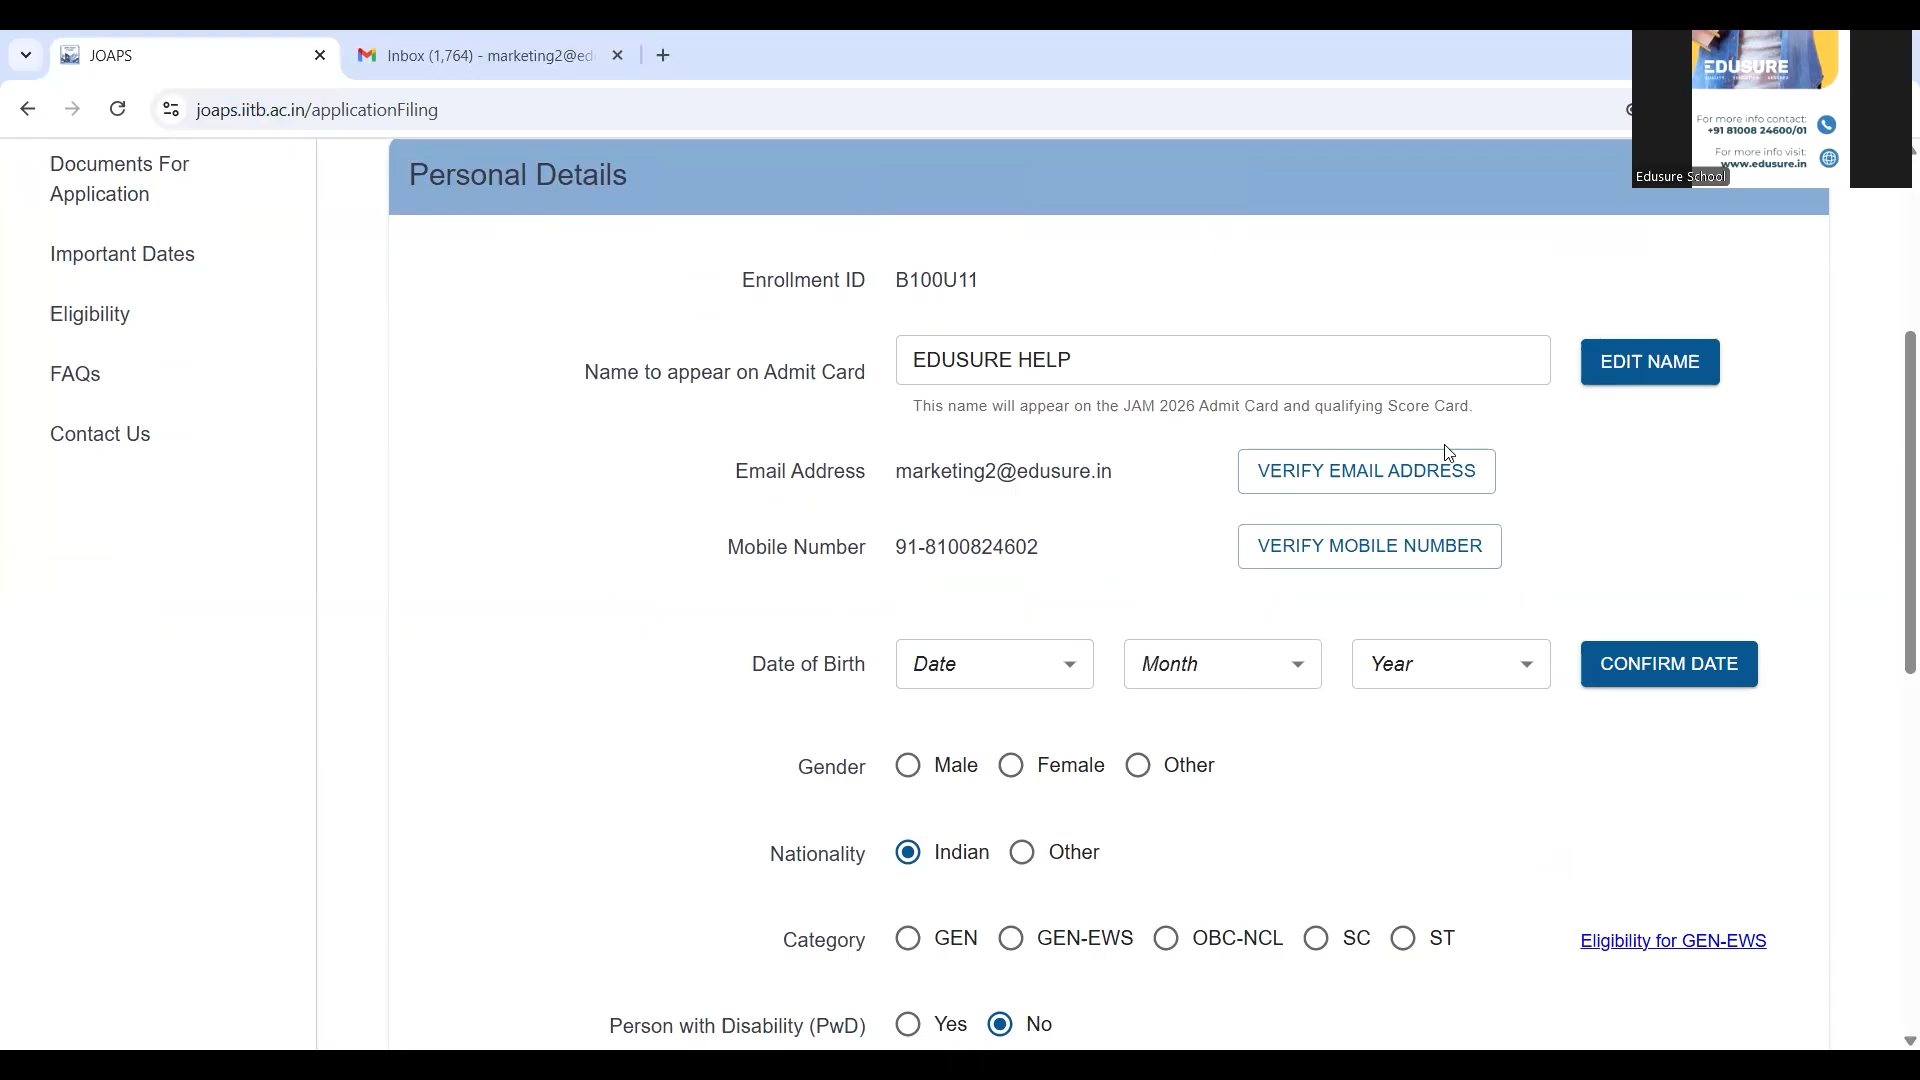 JOAPS
Inbox (1,764) - marketing2@ed
joaps.iitb.ac.in/applicationFiling
EDUSURE
For more info contact:
+91 81008 24600/01
For more info visit:
www.edusure.in
Edusure School
Documents For
Application
Important Dates
Eligibility
FAQs
Contact Us
Personal Details
Enrollment ID B100U11
Name to appear on Admit Card EDUSURE HELP EDIT NAME
This name will appear on the JAM 2026 Admit Card and qualifying Score Card.
Email Address marketing2@edusure.in VERIFY EMAIL ADDRESS
Mobile Number 91-8100824602 VERIFY MOBILE NUMBER
Date of Birth Date Month Year CONFIRM DATE
Gender Male Female Other
Nationality Indian Other
Category GEN GEN-EWS OBC-NCL SC ST Eligibility for GEN-EWS
Person with Disability (PwD) Yes No